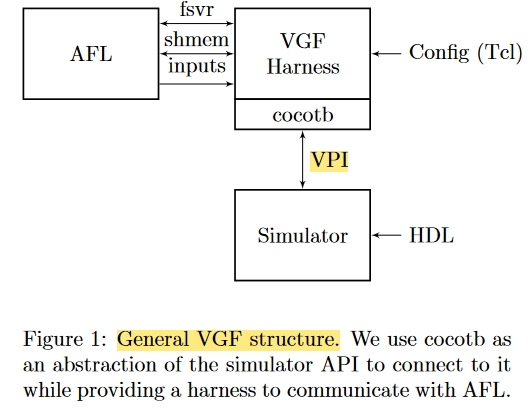 fsvr
AFL
shmem
inputs
VGF
Harness
Config (Tcl)
cocotb
VPI
Simulator
HDL
Figure 1: General VGF structure. We use cocotb as
an abstraction of the simulator API to connect to it
while providing a harness to communicate with AFL.